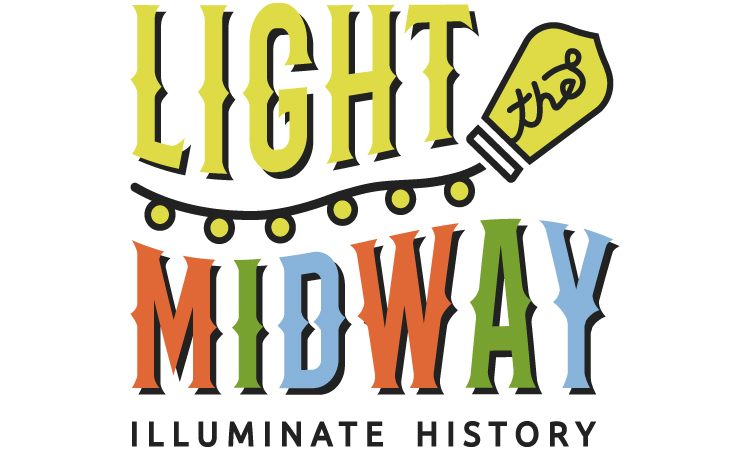 LIGHT
the
MIDWAY
ILLUMINATE HISTORY